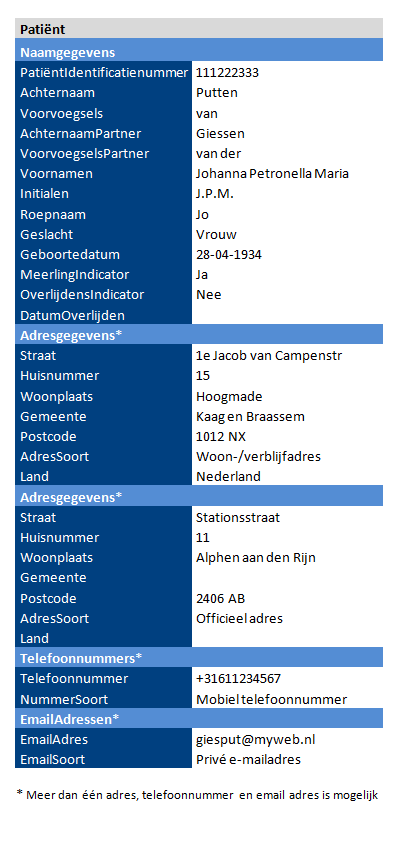 Patiënt
Naamgegevens
PatiëntIdentificatienummer 111222333
Achternaam Putten
Voorvoegsels van
AchternaamPartner Giessen
VoorvoegselsPartner van der
Voornamen Johanna Petronella Maria
Initialen J.P.M.
Roepnaam Jo
Geslacht Vrouw
Geboortedatum 28-04-1934
MeerlingIndicator Ja
OverlijdensIndicator Nee
DatumOverlijden
Adresgegevens*
Straat 1e Jacob van Campenstr
Huisnummer 15
Woonplaats Hoogmade
Gemeente Kaag en Braassem
Postcode 1012 NX
AdresSoort Woon-/verblijfadres
Land Nederland
Adresgegevens*
Straat Stationsstraat
Huisnummer 11
Woonplaats Alphen aan den Rijn
Gemeente
Postcode 2406 AB
AdresSoort Officieel adres
Land
Telefoonnummers*
Telefoonnummer +31611234567
NummerSoort Mobiel telefoonnummer
EmailAdressen*
EmailAdres giesput@myweb.nl
EmailSoort Privé e-mailadres
* Meer dan één adres, telefoonnummer en email adres is mogelijk